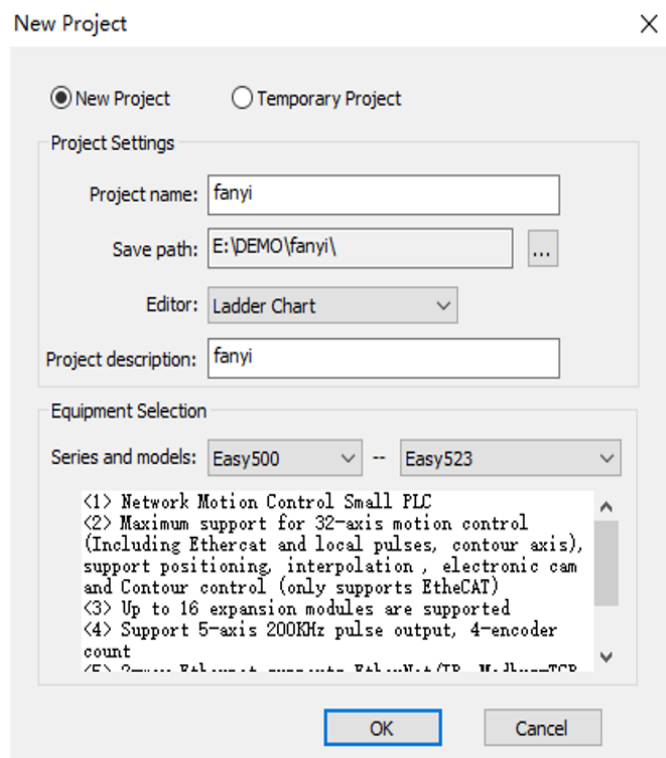 New Project
New Project Temporary Project
Project Settings
Project name: fanyi
Save path: E:\DEMO\fanyi\ ...
Editor: Ladder Chart
Project description: fanyi
Equipment Selection
Series and models: Easy500 -- Easy523
<1> Network Motion Control Small PLC
<2> Maximum support for 32-axis motion control
(Including Ethercat and local pulses, contour axis),
support positioning, interpolation , electronic cam
and Contour control (only supports EtheCAT)
<3> Up to 16 expansion modules are supported
<4> Support 5-axis 200KHz pulse output, 4-encoder
count
OK Cancel